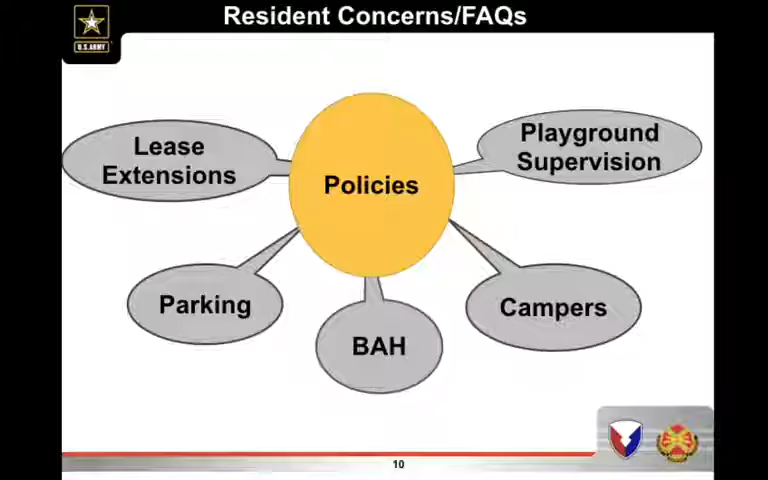 Resident Concerns/FAQs
U.S.ARMY
Lease
Extensions
Policies
Playground
Supervision
Parking
BAH
Campers
10